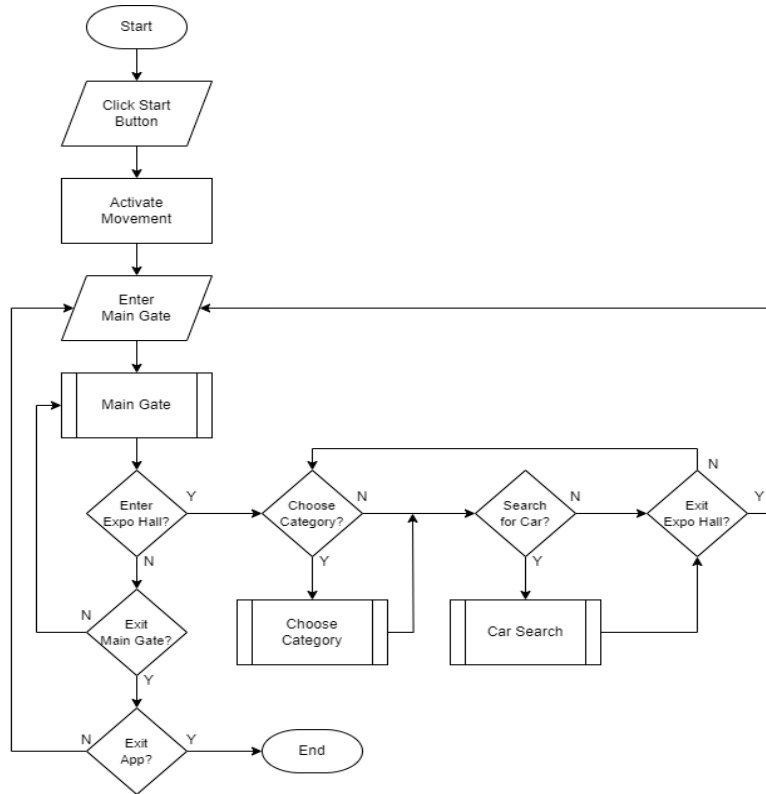 Start
Click Start
Button
Activate
Movement
Enter
Main Gate
Main Gate
Enter
Expo Hall?
Y
N
Choose
Category?
N
Y
Search
for Car?
N
Y
Exit
Expo Hall?
N
Y
Choose
Category
Car Search
Exit
Main Gate?
N
Y
Exit
App?
N
Y
End